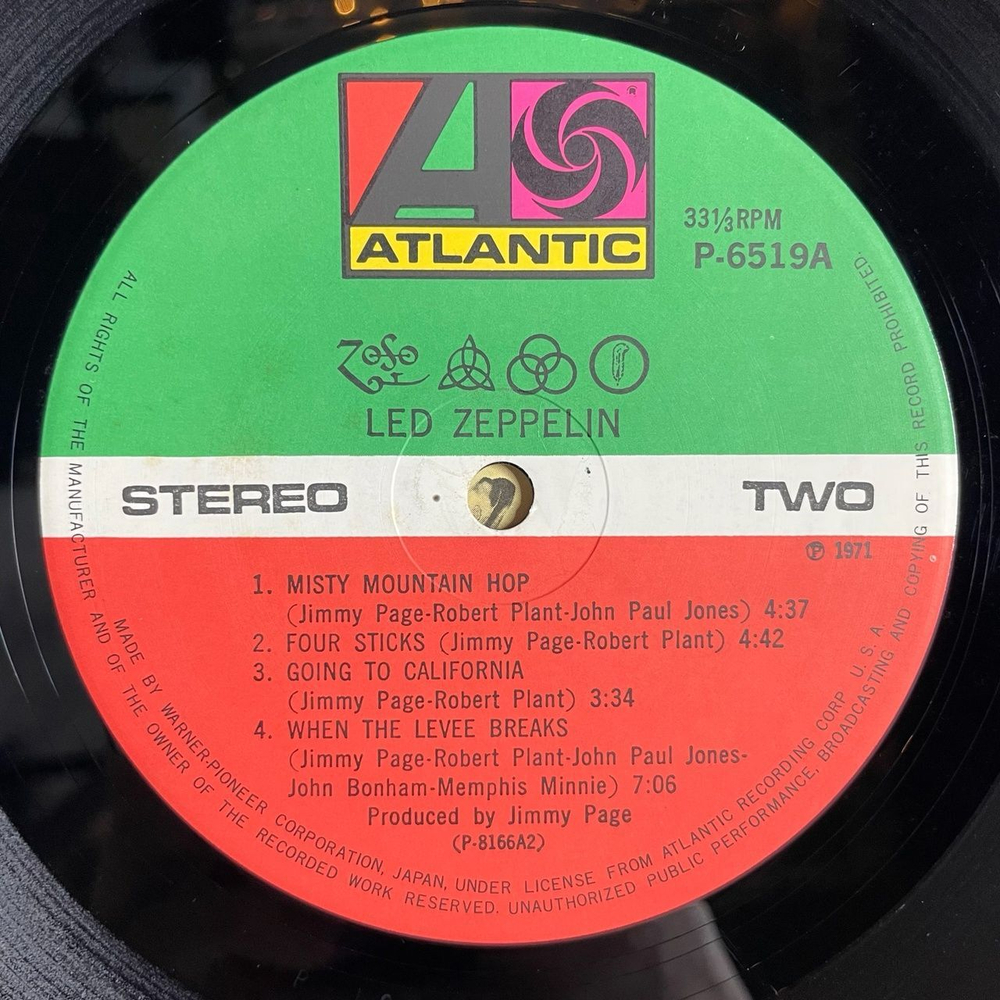 ATLANTIC
®
33⅓ RPM
P-6519A
ZoSo
LED ZEPPELIN
STEREO
TWO
℗ 1971
1. MISTY MOUNTAIN HOP
(Jimmy Page-Robert Plant-John Paul Jones) 4:37
2. FOUR STICKS (Jimmy Page-Robert Plant) 4:42
3. GOING TO CALIFORNIA
(Jimmy Page-Robert Plant) 3:34
4. WHEN THE LEVEE BREAKS
(Jimmy Page-Robert Plant-John Paul Jones-
John Bonham-Memphis Minnie) 7:06
Produced by Jimmy Page
(P-8166A2)
MADE BY WARNER-PIONEER CORPORATION, JAPAN, UNDER LICENSE FROM ATLANTIC RECORDING CORP. U. S. A.
ALL RIGHTS OF THE MANUFACTURER AND OF THE OWNER OF THE RECORDED WORK RESERVED. UNAUTHORIZED PUBLIC PERFORMANCE, BROADCASTING AND COPYING OF THIS RECORD PROHIBITED.